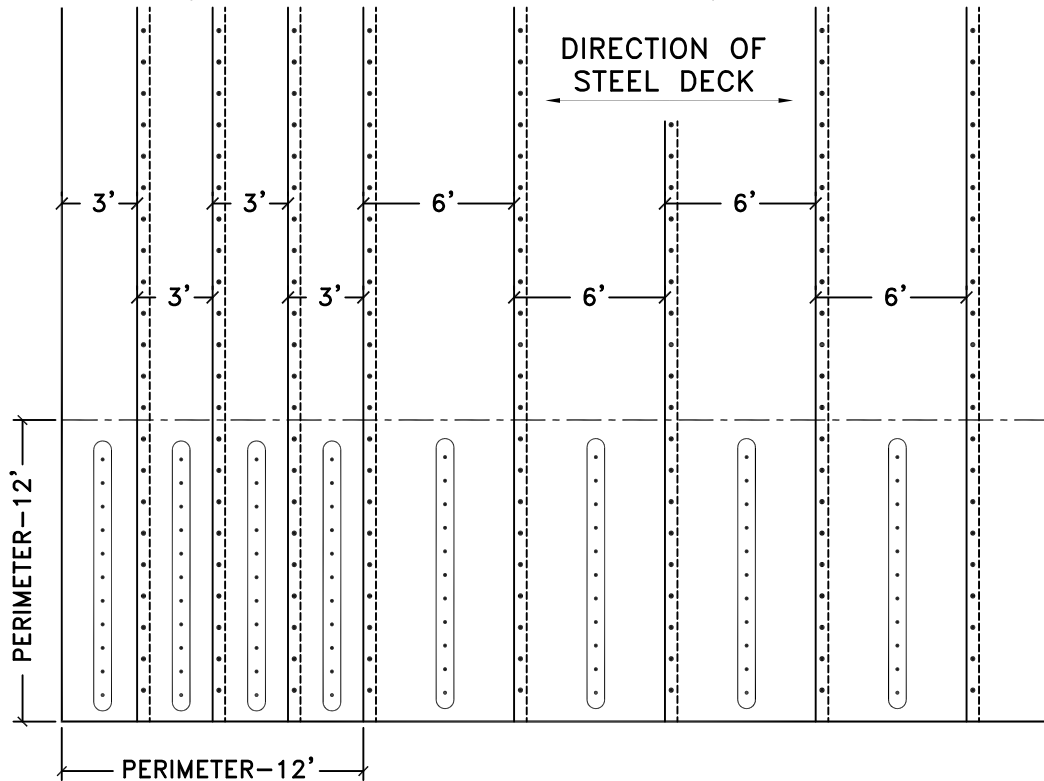 DIRECTION OF
STEEL DECK
3'
3'
6'
6'
3'
3'
6'
6'
PERIMETER-12'
PERIMETER-12'